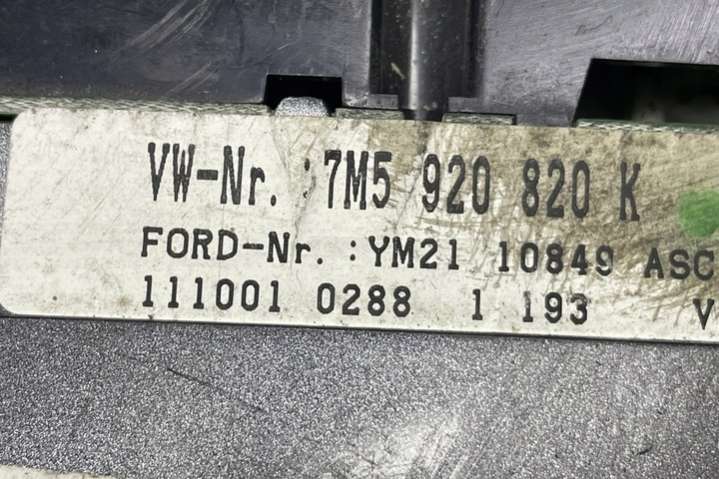 VW-Nr. :7M5 920 820 K
FORD-Nr. :YM21 10849 ASC
111001 0288 1 193 V